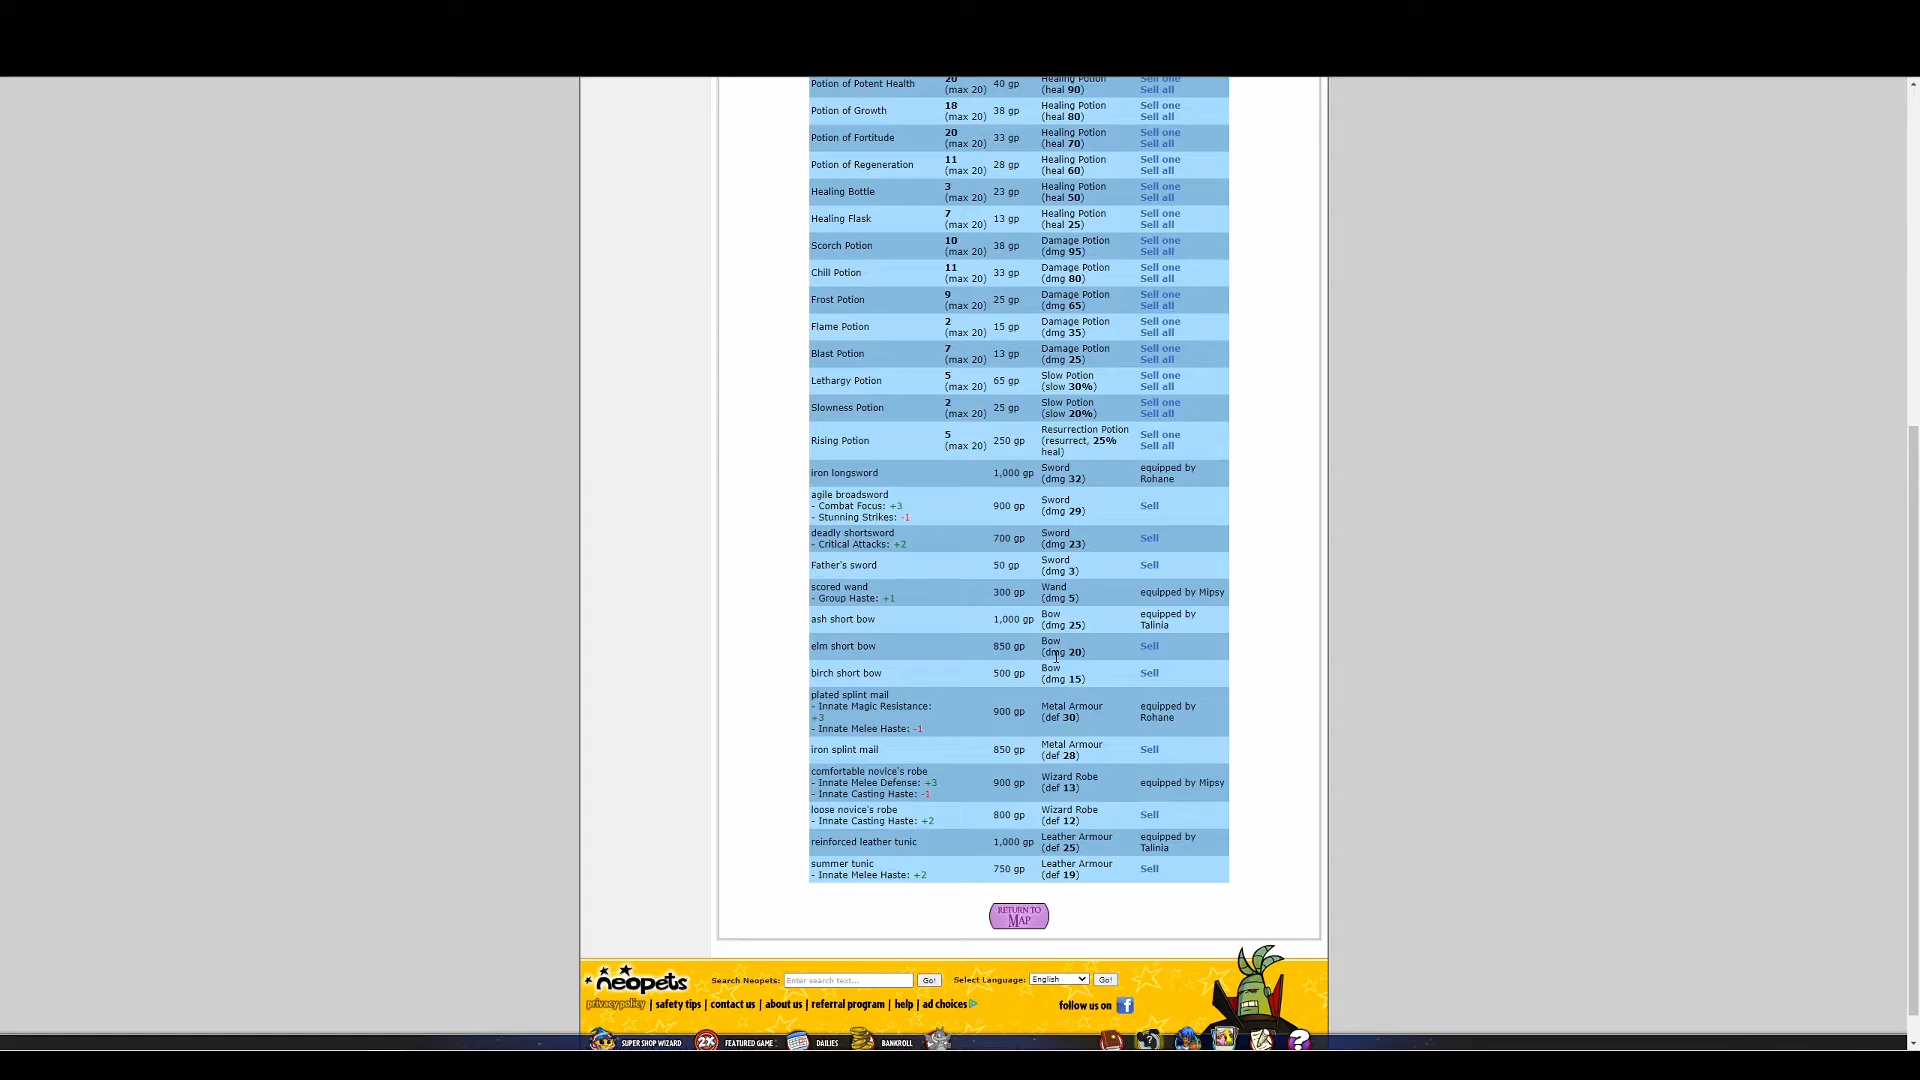 Potion of Potent Health 20 (max 20) 40 gp Healing Potion (heal 90) Sell one Sell all
Potion of Growth 18 (max 20) 38 gp Healing Potion (heal 80) Sell one Sell all
Potion of Fortitude 20 (max 20) 33 gp Healing Potion (heal 70) Sell one Sell all
Potion of Regeneration 11 (max 20) 28 gp Healing Potion (heal 60) Sell one Sell all
Healing Bottle 3 (max 20) 23 gp Healing Potion (heal 50) Sell one Sell all
Healing Flask 7 (max 20) 13 gp Healing Potion (heal 25) Sell one Sell all
Scorch Potion 10 (max 20) 38 gp Damage Potion (dmg 95) Sell one Sell all
Chill Potion 11 (max 20) 33 gp Damage Potion (dmg 80) Sell one Sell all
Frost Potion 9 (max 20) 25 gp Damage Potion (dmg 65) Sell one Sell all
Flame Potion 2 (max 20) 15 gp Damage Potion (dmg 35) Sell one Sell all
Blast Potion 7 (max 20) 13 gp Damage Potion (dmg 25) Sell one Sell all
Lethargy Potion 5 (max 20) 65 gp Slow Potion (slow 30%) Sell one Sell all
Slowness Potion 2 (max 20) 25 gp Slow Potion (slow 20%) Sell one Sell all
Rising Potion 5 (max 20) 250 gp Resurrection Potion (resurrect, 25% heal) Sell one Sell all
iron longsword 1,000 gp Sword (dmg 32) equipped by Rohane
agile broadsword
- Combat Focus: +3
- Stunning Strikes: -1
900 gp Sword (dmg 29) Sell
deadly shortsword
- Critical Attacks: +2
700 gp Sword (dmg 23) Sell
Father's sword 50 gp Sword (dmg 3) Sell
scored wand
- Group Haste: +1
300 gp Wand (dmg 5) equipped by Mipsy
ash short bow 1,000 gp Bow (dmg 25) equipped by Talinia
elm short bow 850 gp Bow (dmg 20) Sell
birch short bow 500 gp Bow (dmg 15) Sell
plated splint mail
- Innate Magic Resistance:
+3
- Innate Melee Haste: -1
900 gp Metal Armour (def 30) equipped by Rohane
iron splint mail 850 gp Metal Armour (def 28) Sell
comfortable novice's robe
- Innate Melee Defense: +3
- Innate Casting Haste: -1
900 gp Wizard Robe (def 13) equipped by Mipsy
loose novice's robe
- Innate Casting Haste: +2
800 gp Wizard Robe (def 12) Sell
reinforced leather tunic 1,000 gp Leather Armour (def 25) equipped by Talinia
summer tunic
- Innate Melee Haste: +2
750 gp Leather Armour (def 19) Sell
RETURN TO
MAP
neopets Search Neopets: Enter search text... Go! Select Language: English Go!
privacy policy | safety tips | contact us | about us | referral program | help | ad choices follow us on f
SUPER SHOP WIZARD 2X FEATURED GAME DAILIES BANKROLL ?